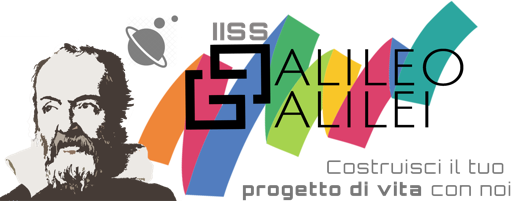 IISS
GALILEO
GALILEI
Costruisci il tuo
progetto di vita con noi